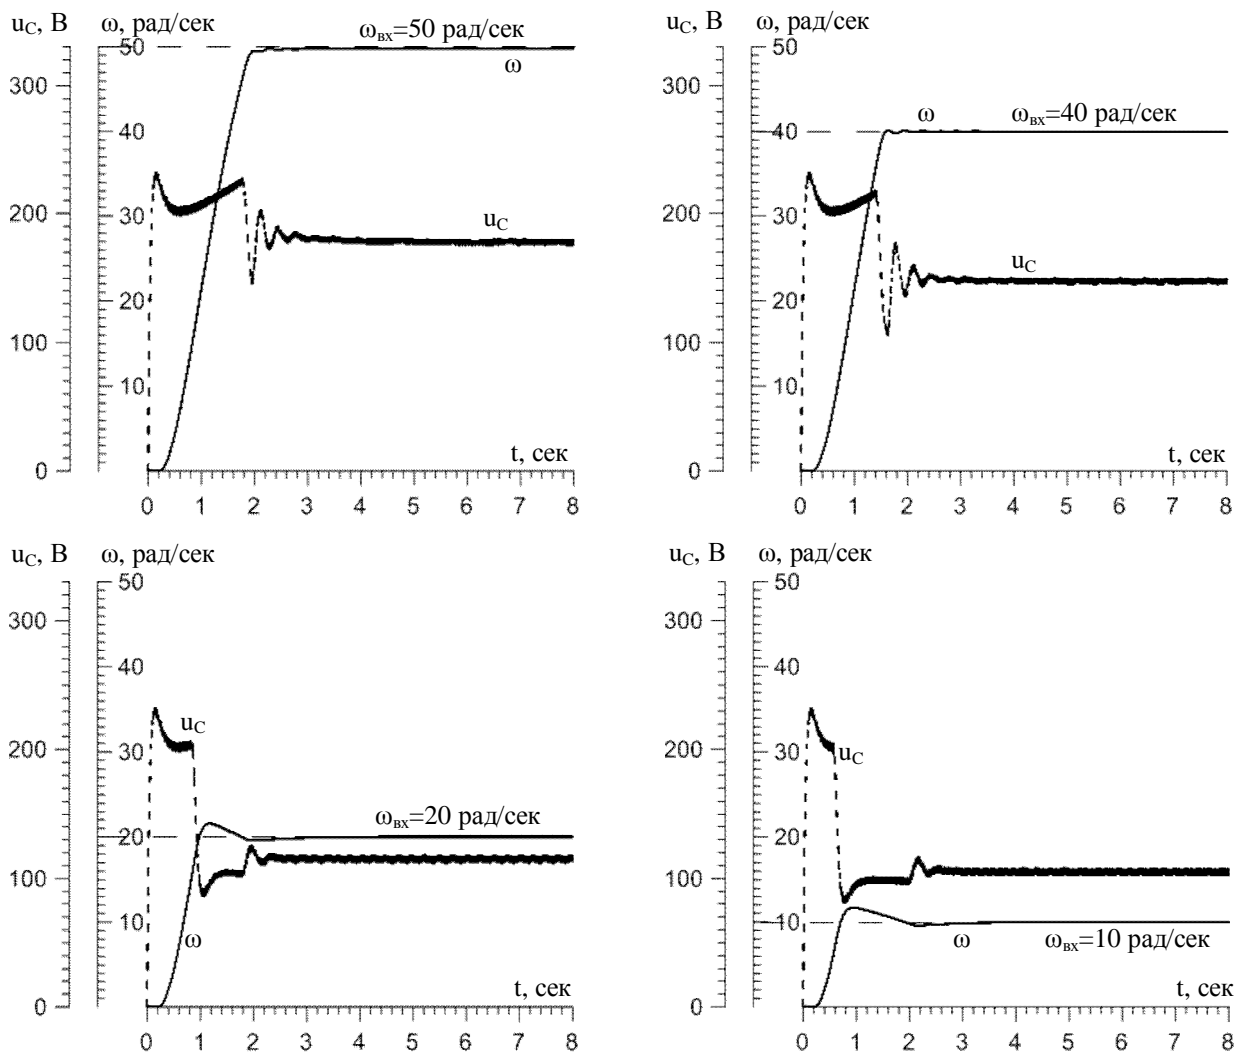 u_C, В ω, рад/сек
ω_вх=50 рад/сек
50
300
ω
40
200
30
u_C
20
100
10
t, сек
0
0 1 2 3 4 5 6 7 8
u_C, В ω, рад/сек
50
300
ω ω_вх=40 рад/сек
40
200
30
u_C
20
100
10
t, сек
0
0 1 2 3 4 5 6 7 8
u_C, В ω, рад/сек
50
300
40
u_C
200
30
ω_вх=20 рад/сек
20
100
10
ω
t, сек
0
0 1 2 3 4 5 6 7 8
u_C, В ω, рад/сек
50
300
40
200
30
u_C
20
100
10
ω ω_вх=10 рад/сек
t, сек
0
0 1 2 3 4 5 6 7 8